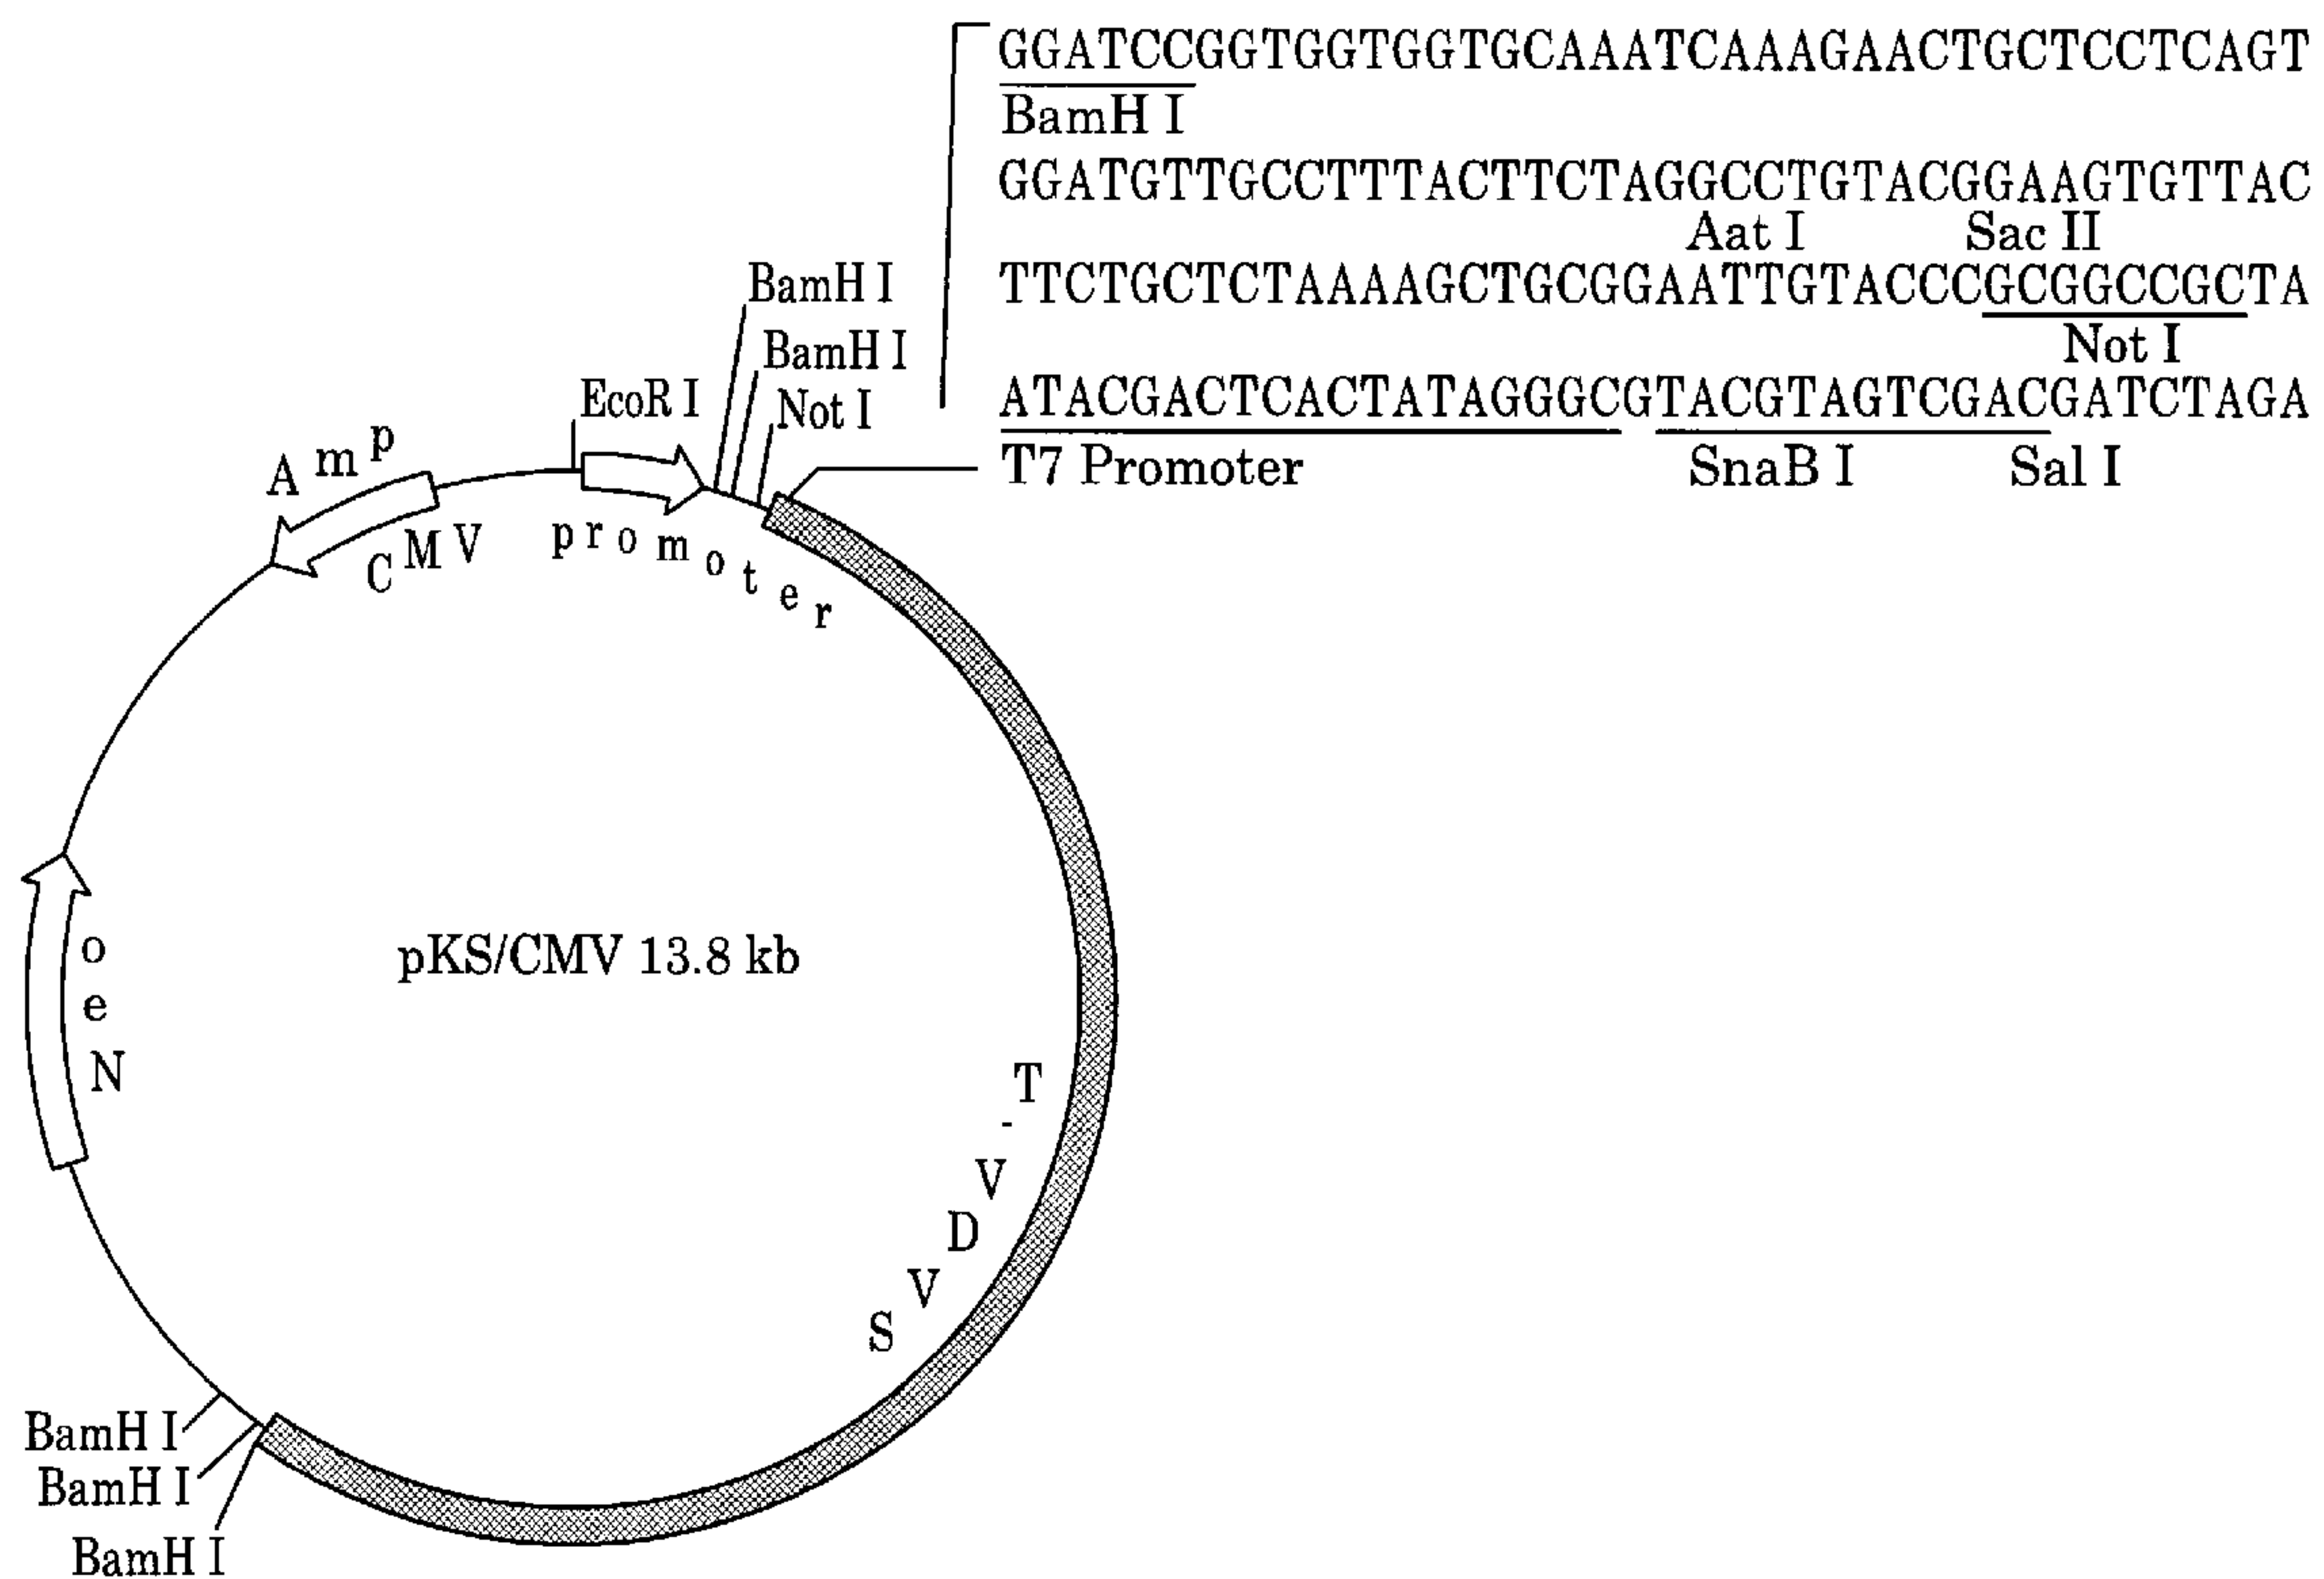 GGATCCGGTGGTGGTGCAAATCAAAGAACTGCTCCTCAGT
BamH I
GGATGTTGCCTTTACTTCTAGGCCTGTACGGAAGTGTTAC
Aat I
Sac II
TTCTGCTCTAAAAGCTGCGGAATTGTACCCGCGGCCGCTA
Not I
ATACGACTCACTATAGGGCGTACGTAGTCGACGATCTAGA
T7 Promoter
SnaB I
Sal I
BamH I
BamH I
Not I
EcoR I
Amp
CMV promoter
Neo
pKS/CMV 13.8 kb
SVDV-T
BamH I
BamH I
BamH I